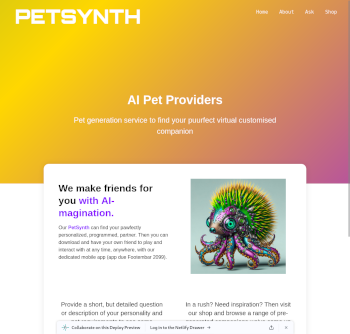 PETSYNTH
Home About Ask Shop
AI Pet Providers
Pet generation service to find your puurfect virtual customised
companion
We make friends for
you with AI-
magination.
Our PetSynth can find your pawfectly
personalized, programmed, partner. Then you can
download and have your own friend to play and
interact with at any time, anywhere, with our
dedecated mobile app (app due Footember 2099).
Provide a short, but detailed question
or description of your personality and
In a rush? Need inspiration? Then visit
our shop and browse a range of pre-
Collaborate on this Deploy Preview Log in to the Netlify Drawer →